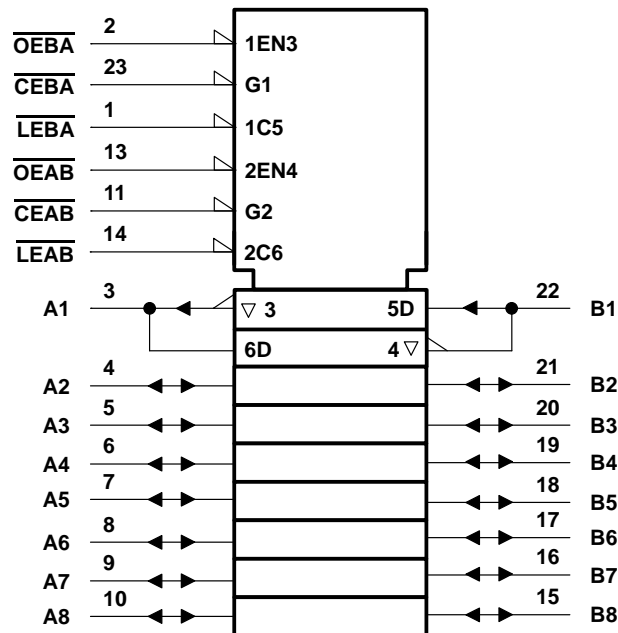 OEBA 2 1EN3
CEBA 23 G1
LEBA 1 1C5
OEAB 13 2EN4
CEAB 11 G2
LEAB 14 2C6
A1 3 ▽ 3 5D 22 B1
6D 4 ▽
A2 4 21 B2
A3 5 20 B3
A4 6 19 B4
A5 7 18 B5
A6 8 17 B6
A7 9 16 B7
A8 10 15 B8